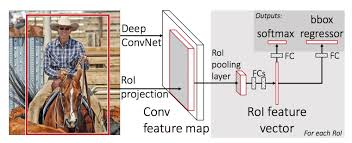 Outputs:
bbox
softmax
regressor
Deep
ConvNet
RoI
pooling
layer
FC
FC
FCs
RoI
projection
Conv
feature map
RoI feature
vector
For each RoI